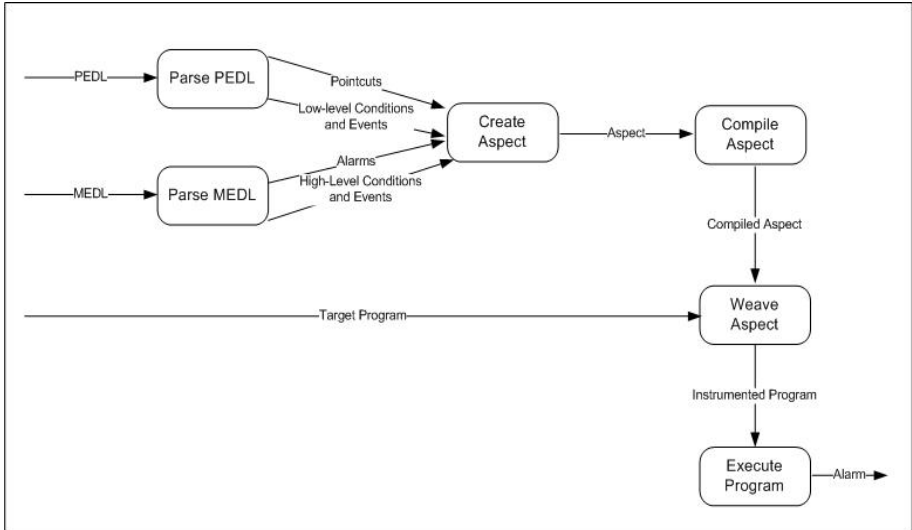 PEDL
Parse PEDL
Pointcuts
Low-level Conditions
and Events
Create
Aspect
Aspect
Compile
Aspect
MEDL
Parse MEDL
Alarms
High-Level Conditions
and Events
Compiled Aspect
Target Program
Weave
Aspect
Instrumented Program
Execute
Program
Alarm